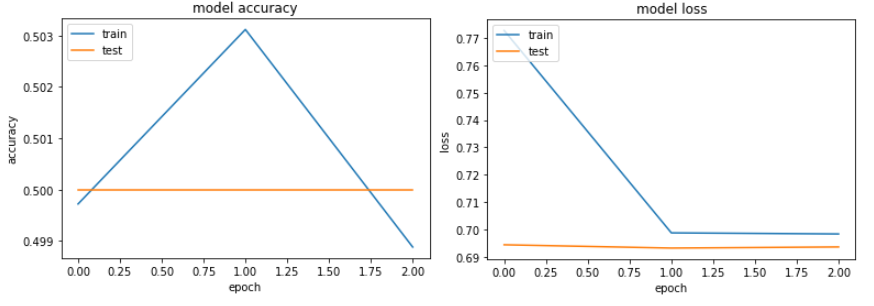 model accuracy
train
test
0.503
0.502
0.501
0.500
0.499
accuracy
0.00 0.25 0.50 0.75 1.00 1.25 1.50 1.75 2.00
epoch
model loss
train
test
0.77
0.76
0.75
0.74
0.73
0.72
0.71
0.70
0.69
loss
0.00 0.25 0.50 0.75 1.00 1.25 1.50 1.75 2.00
epoch